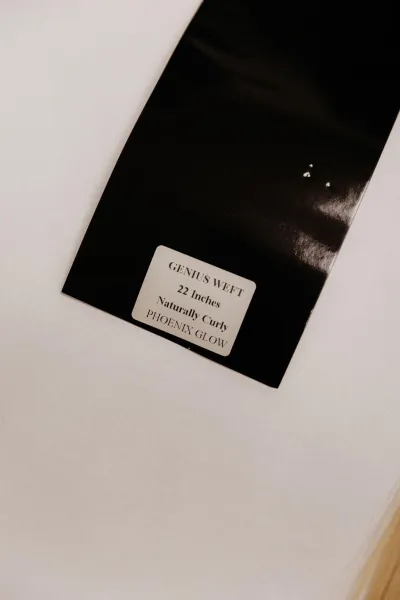 GENIUS WEFT
22 Inches
Naturally Curly
PHOENIX GLOW